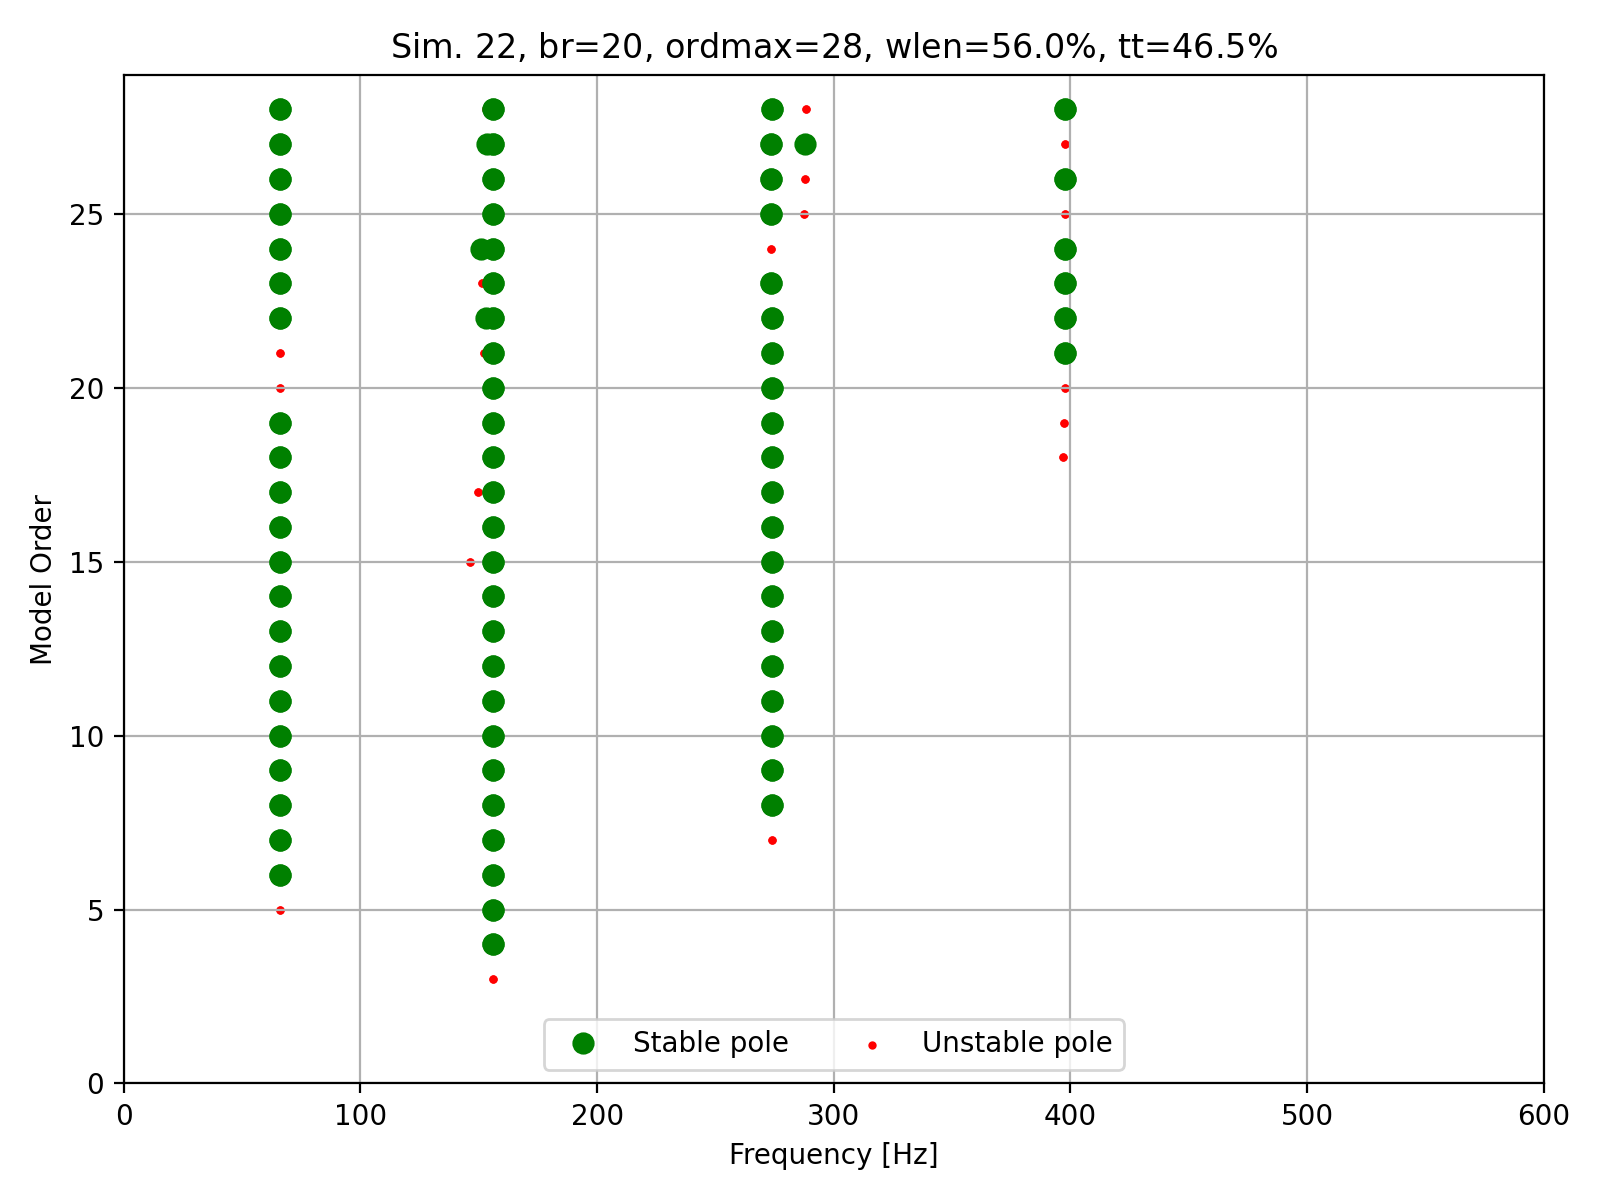 Sim. 22, br=20, ordmax=28, wlen=56.0%, tt=46.5%
25
20
15
10
5
0
Model Order
Stable pole
Unstable pole
0 100 200 300 400 500 600
Frequency [Hz]